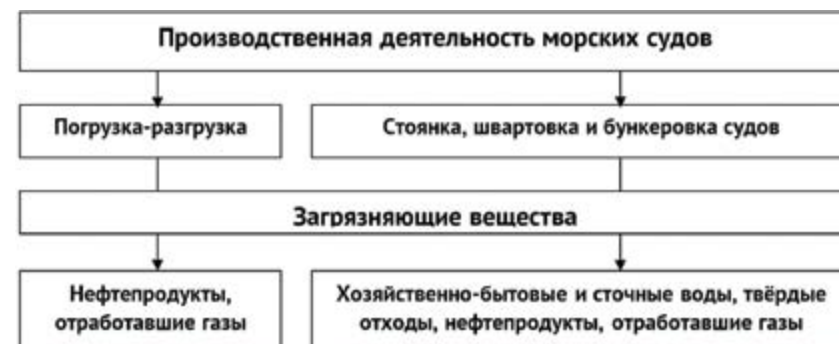 Производственная деятельность морских судов
Погрузка-разгрузка
Стоянка, швартовка и бункеровка судов
Загрязняющие вещества
Нефтепродукты,
отработавшие газы
Хозяйственно-бытовые и сточные воды, твёрдые
отходы, нефтепродукты, отработавшие газы